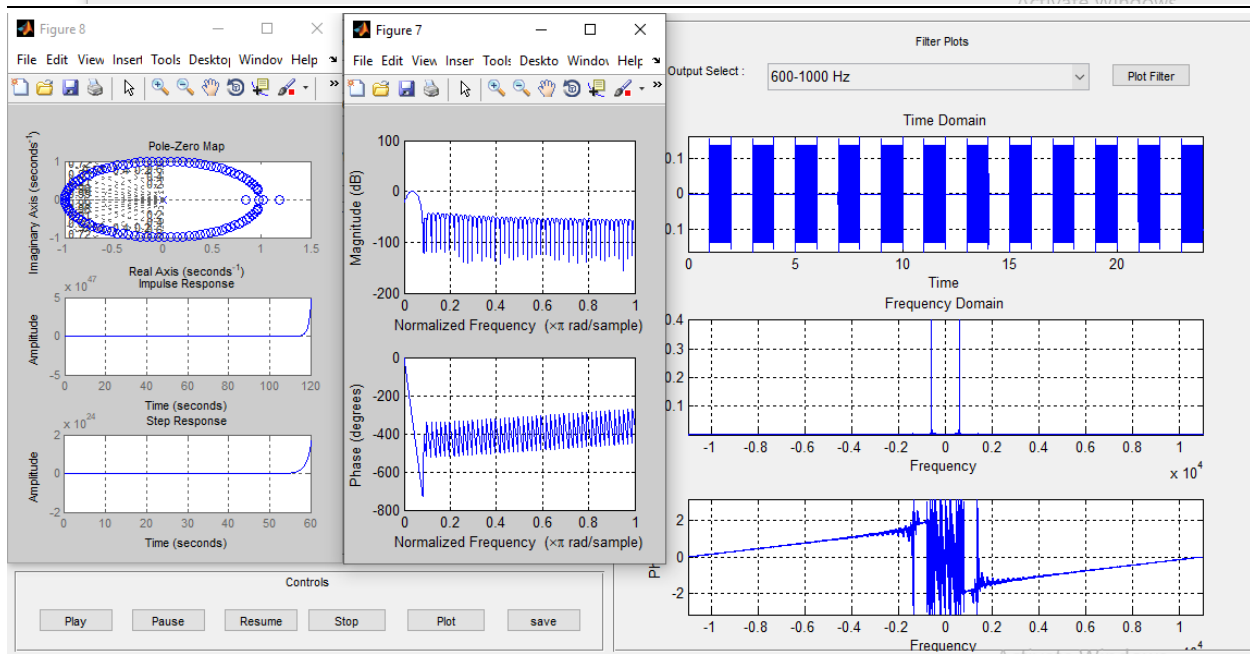 Activate Windows
Figure 8
File Edit View Insert Tools Desktop Window Help
Pole-Zero Map
Imaginary Axis (seconds⁻¹)
1
0
-1
-1 -0.5 0 0.5 1 1.5
Real Axis (seconds⁻¹)
Impulse Response
x 10^47
Amplitude
5
0
-5
0 20 40 60 80 100 120
Time (seconds)
Step Response
x 10^24
Amplitude
2
0
-2
0 10 20 30 40 50 60
Time (seconds)
Figure 7
File Edit View Inser Tools Deskto Window Help
Magnitude (dB)
100
0
-100
-200
0 0.2 0.4 0.6 0.8 1
Normalized Frequency (×π rad/sample)
Phase (degrees)
0
-200
-400
-600
-800
0 0.2 0.4 0.6 0.8 1
Normalized Frequency (×π rad/sample)
Filter Plots
Output Select :
600-1000 Hz
Plot Filter
Time Domain
0.1
0
0.1
0 5 10 15 20
Time
Frequency Domain
0.4
0.3
0.2
0.1
-1 -0.8 -0.6 -0.4 -0.2 0 0.2 0.4 0.6 0.8 1
Frequency
x 10^4
Ph
2
0
-2
-1 -0.8 -0.6 -0.4 -0.2 0 0.2 0.4 0.6 0.8 1
Frequency
Controls
Play Pause Resume Stop Plot save